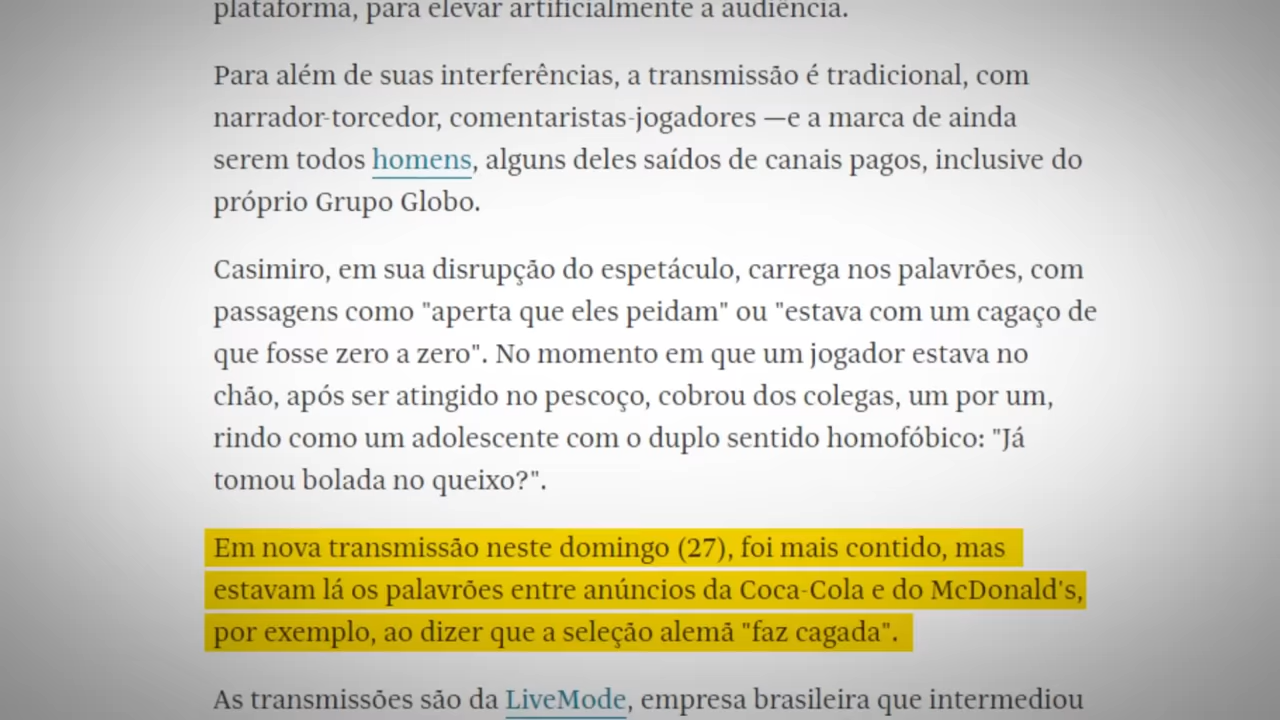 plataforma, para elevar artificialmente a audiência.
Para além de suas interferências, a transmissão é tradicional, com
narrador-torcedor, comentaristas-jogadores —e a marca de ainda
serem todos homens, alguns deles saídos de canais pagos, inclusive do
próprio Grupo Globo.
Casimiro, em sua disrupção do espetáculo, carrega nos palavrões, com
passagens como "aperta que eles peidam" ou "estava com um cagaço de
que fosse zero a zero". No momento em que um jogador estava no
chão, após ser atingido no pescoço, cobrou dos colegas, um por um,
rindo como um adolescente com o duplo sentido homofóbico: "Já
tomou bolada no queixo?".
Em nova transmissão neste domingo (27), foi mais contido, mas
estavam lá os palavrões entre anúncios da Coca-Cola e do McDonald's,
por exemplo, ao dizer que a seleção alemã "faz cagada".
As transmissões são da LiveMode, empresa brasileira que intermediou